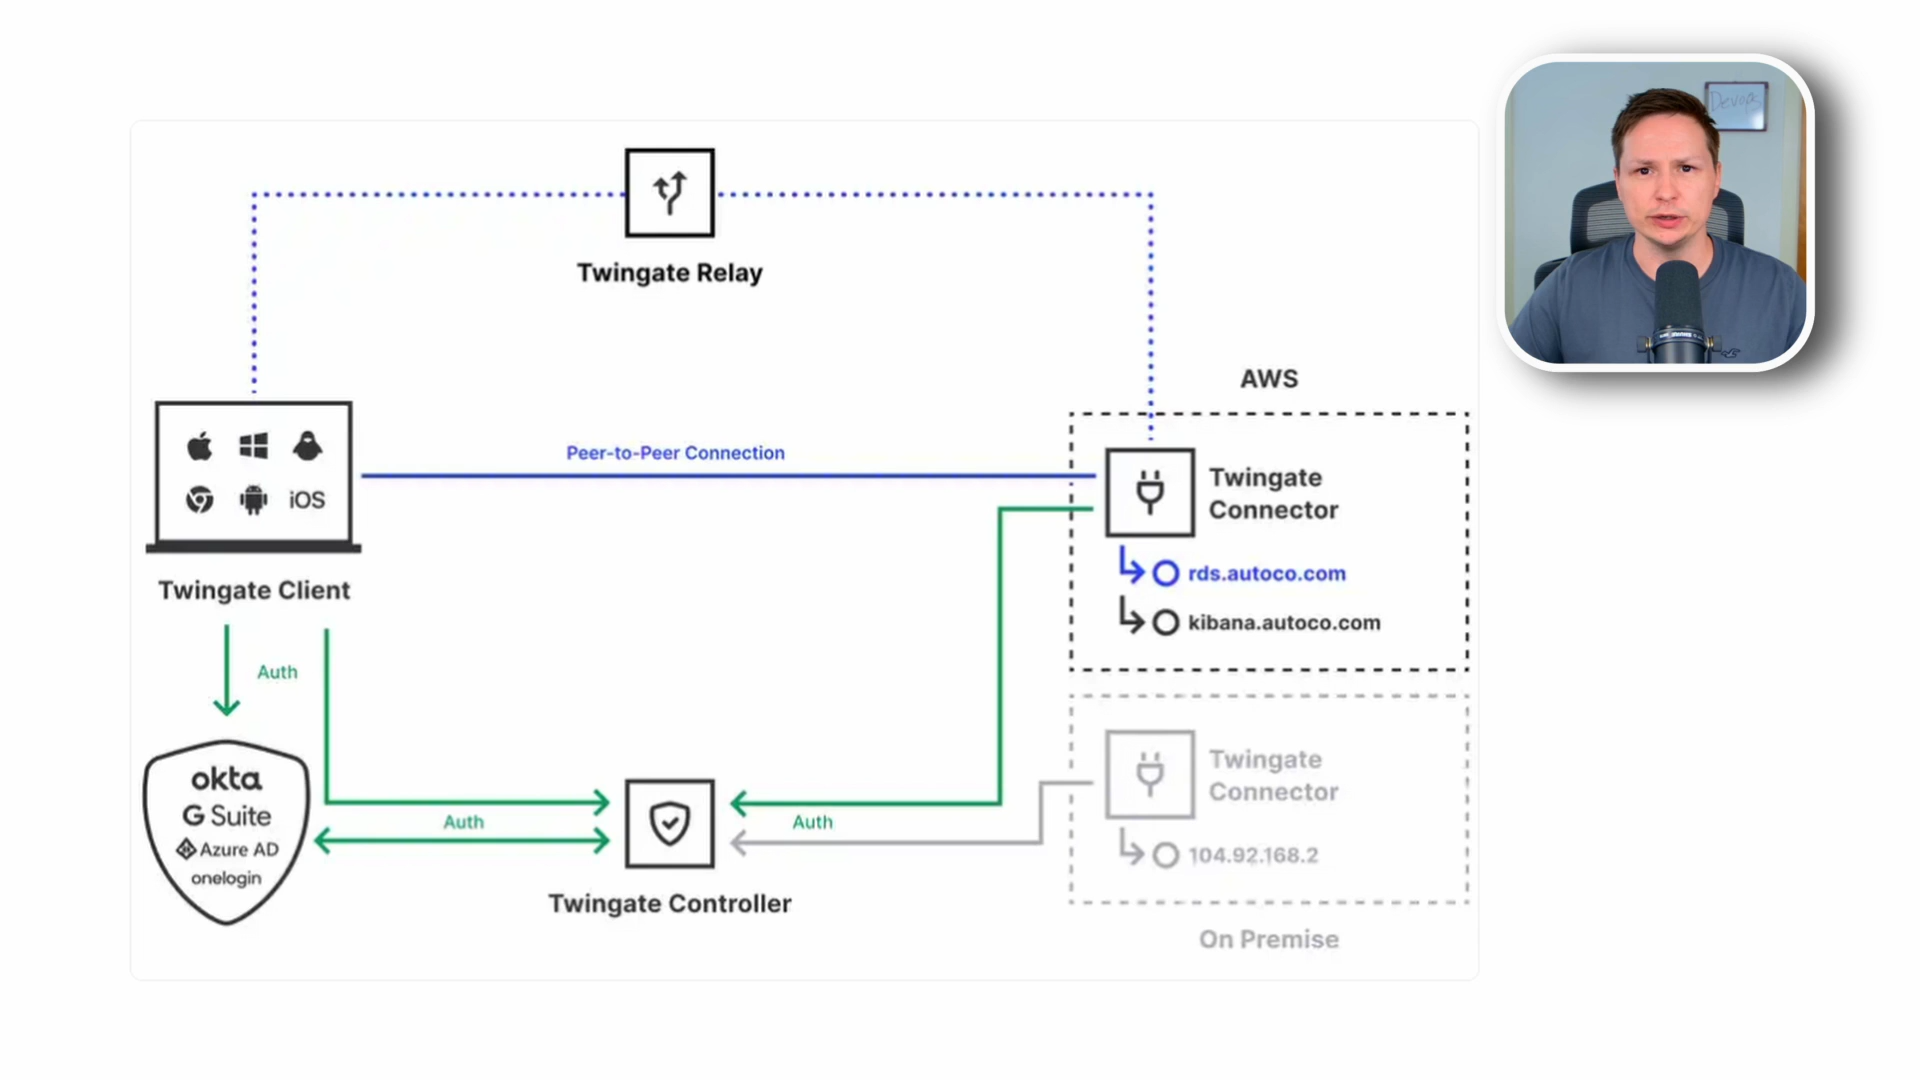 Devops
Twingate Relay
AWS
Peer-to-Peer Connection
Twingate
Connector
rds.autoco.com
kibana.autoco.com
iOS
Twingate Client
Auth
okta
G Suite
Azure AD
onelogin
Auth
Auth
Twingate Controller
Twingate
Connector
104.92.168.2
On Premise